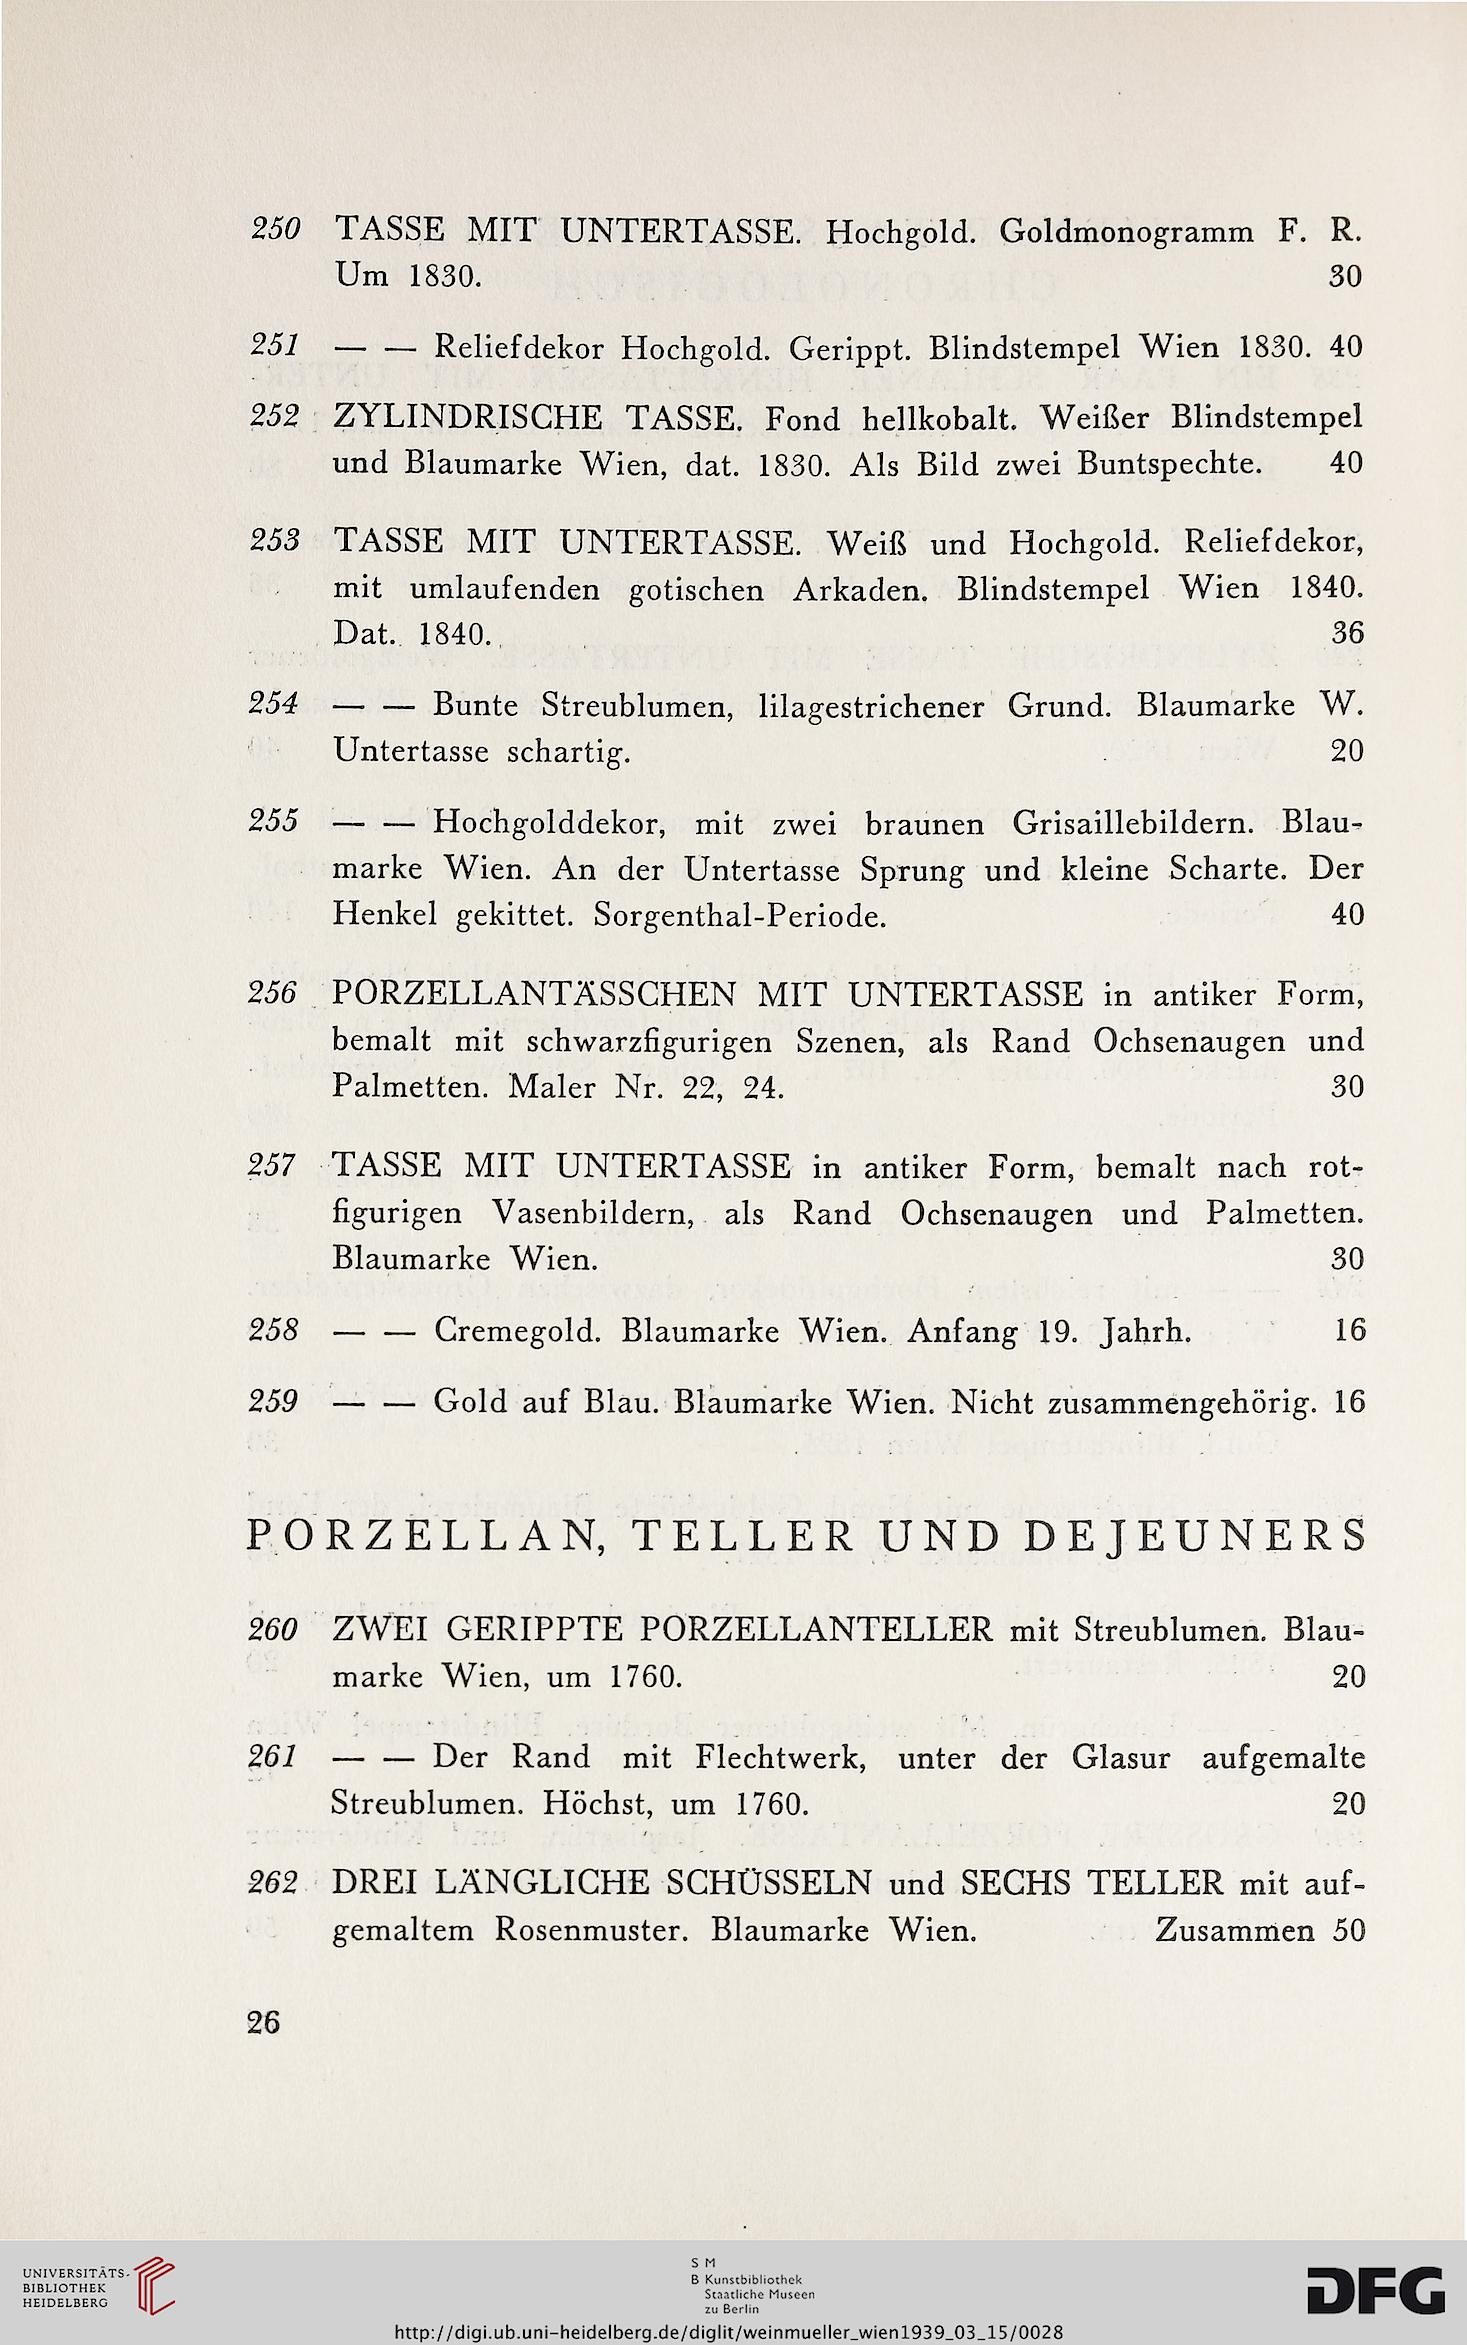 250 TASSE MIT UNTERTASSE. Hochgold. Goldmonogramm F. R.
Um 1830. 30
251 — — Reliefdekor Hochgold. Gerippt. Blindstempel Wien 1830. 40
252 ZYLINDRISCHE TASSE. Fond hellkobalt. Weißer Blindstempel
und Blaumarke Wien, dat. 1830. Als Bild zwei Buntspechte. 40
253 TASSE MIT UNTERTASSE. Weiß und Hochgold. Reliefdekor,
mit umlaufenden gotischen Arkaden. Blindstempel Wien 1840.
Dat. 1840. 36
254 — — Bunte Streublumen, lilagestrichener Grund. Blaumarke W.
Untertasse schartig. 20
255 — — Hochgolddekor, mit zwei braunen Grisaillebildern. Blau-
marke Wien. An der Untertasse Sprung und kleine Scharte. Der
Henkel gekittet. Sorgenthal-Periode. 40
256 PORZELLANTÄSSCHEN MIT UNTERTASSE in antiker Form,
bemalt mit schwarzfigurigen Szenen, als Rand Ochsenaugen und
Palmetten. Maler Nr. 22, 24. 30
257 TASSE MIT UNTERTASSE in antiker Form, bemalt nach rot-
figurigen Vasenbildern, als Rand Ochsenaugen und Palmetten.
Blaumarke Wien. 30
258 — — Cremegold. Blaumarke Wien. Anfang 19. Jahrh. 16
259 — — Gold auf Blau. Blaumarke Wien. Nicht zusammengehörig. 16
PORZELLAN, TELLER UND DEJEUNERS
260 ZWEI GERIPPTE PORZELLANTELLER mit Streublumen. Blau-
marke Wien, um 1760. 20
261 — — Der Rand mit Flechtwerk, unter der Glasur aufgemalte
Streublumen. Höchst, um 1760. 20
262 DREI LÄNGLICHE SCHÜSSELN und SECHS TELLER mit auf-
gemaltem Rosenmuster. Blaumarke Wien. Zusammen 50
26
UNIVERSITÄTS-
BIBLIOTHEK
HEIDELBERG
S M
B Kunstbibliothek
Staatliche Museen
zu Berlin
DFG
http://digi.ub.uni-heidelberg.de/diglit/weinmueller_wien1939_03_15/0028